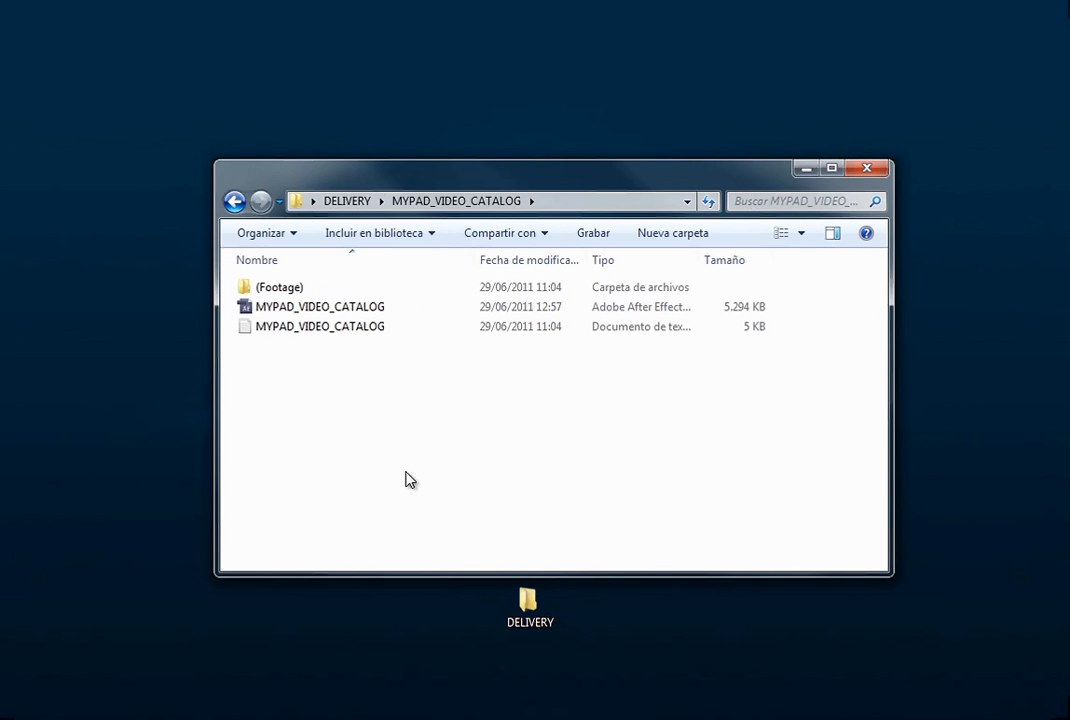 DELIVERY MYPAD_VIDEO_CATALOG Buscar MYPAD_VIDEO_...
Organizar Incluir en biblioteca Compartir con Grabar Nueva carpeta
Nombre Fecha de modifica... Tipo Tamaño
(Footage) 29/06/2011 11:04 Carpeta de archivos
MYPAD_VIDEO_CATALOG 29/06/2011 12:57 Adobe After Effect... 5.294 KB
MYPAD_VIDEO_CATALOG 29/06/2011 11:04 Documento de tex... 5 KB
DELIVERY